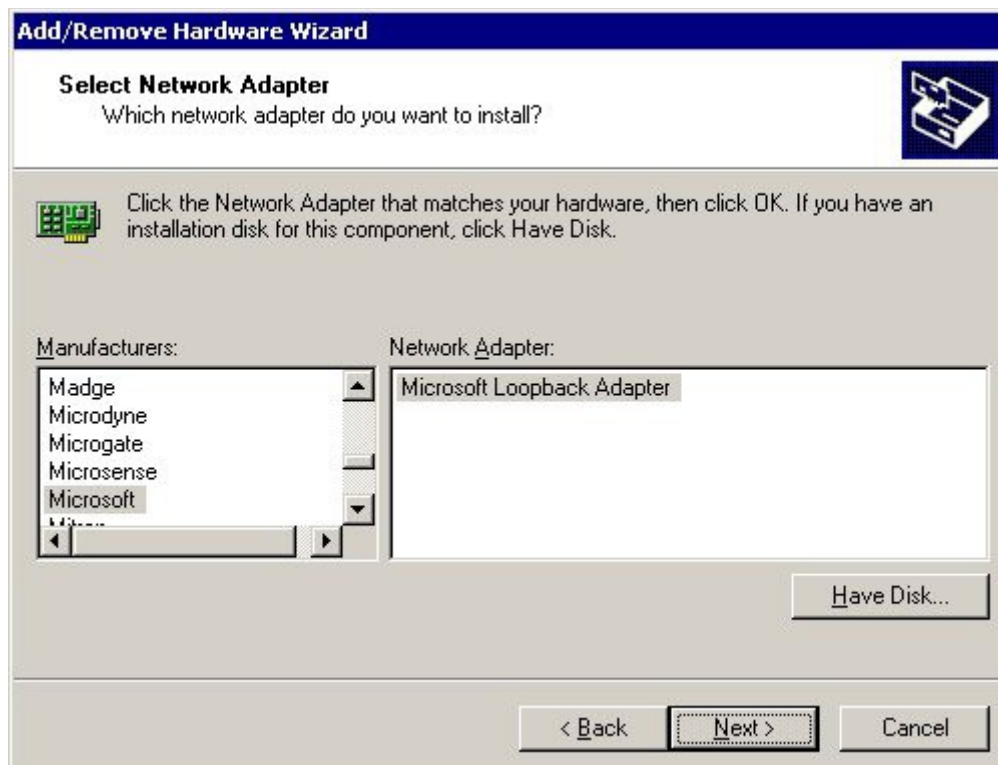 Add/Remove Hardware Wizard
Select Network Adapter
Which network adapter do you want to install?
Click the Network Adapter that matches your hardware, then click OK. If you have an
installation disk for this component, click Have Disk.
Manufacturers:
Madge
Microdyne
Microgate
Microsense
Microsoft
Network Adapter:
Microsoft Loopback Adapter
Have Disk...
< Back
Next >
Cancel